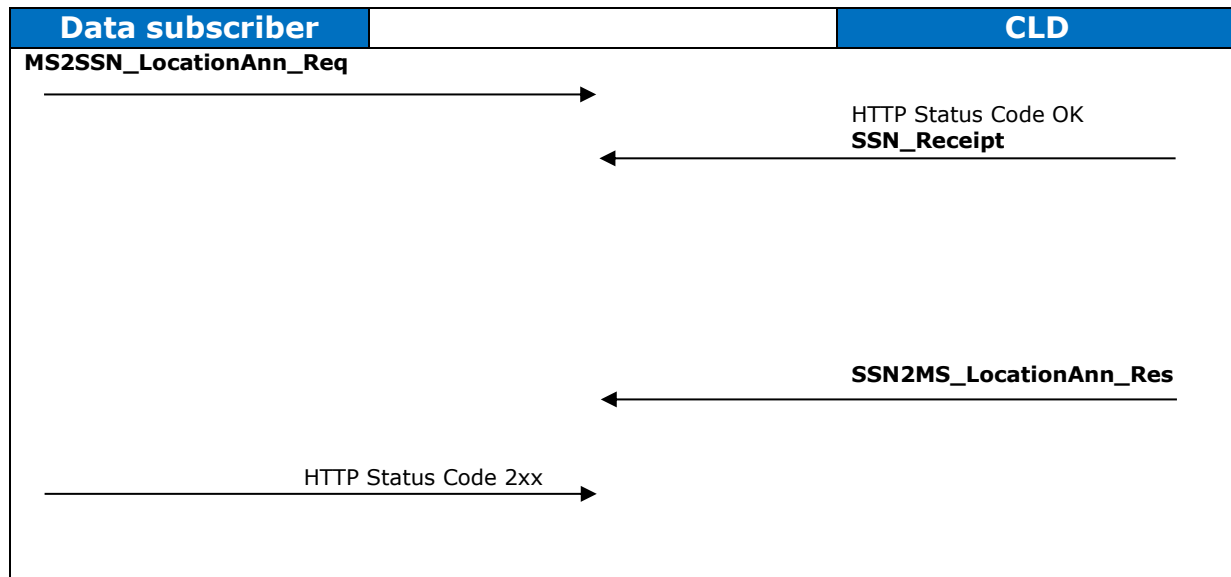 Data subscriber
CLD
MS2SSN_LocationAnn_Req
HTTP Status Code OK
SSN_Receipt
SSN2MS_LocationAnn_Res
HTTP Status Code 2xx